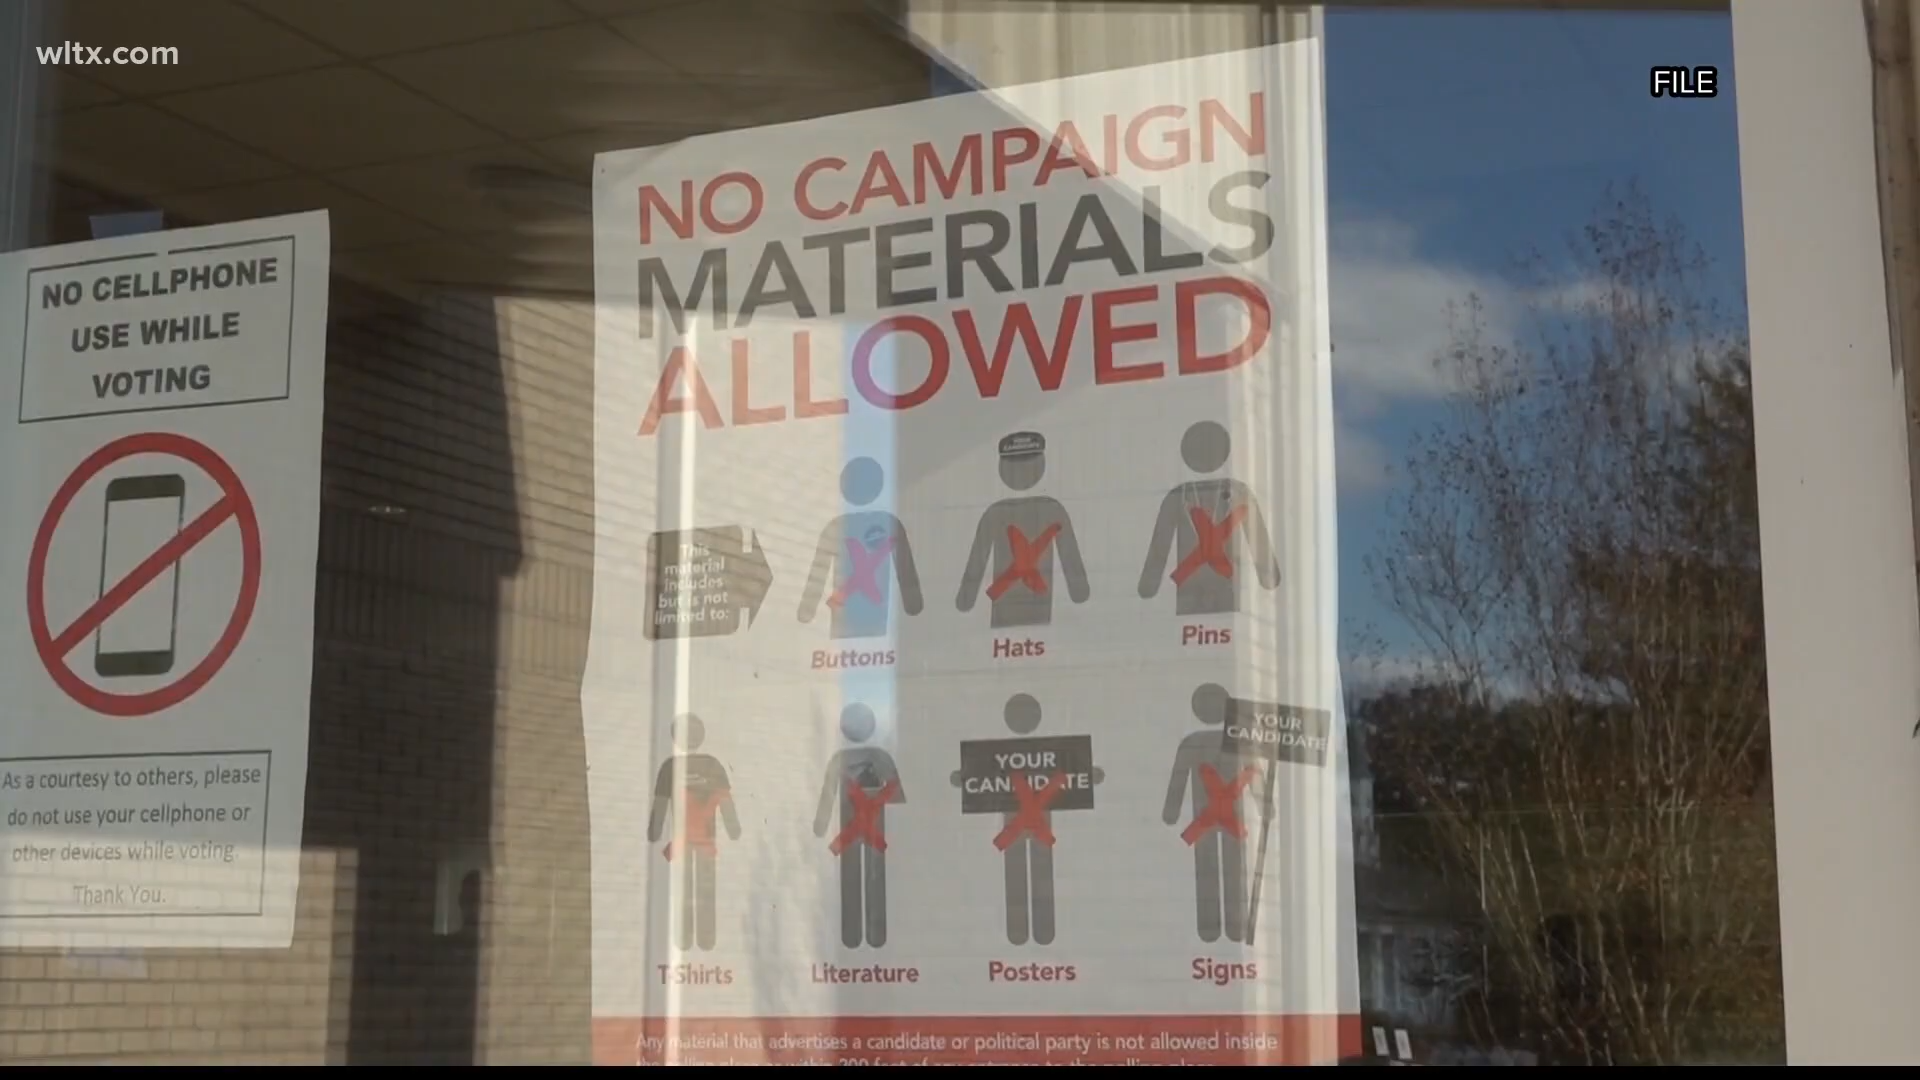 wltx.com
FILE
NO CELLPHONE
USE WHILE
VOTING
As a courtesy to others, please
do not use your cellphone or
other devices while voting.
Thank You.
NO CAMPAIGN
MATERIALS
ALLOWED
This
material
includes
but is not
limited to:
Buttons
Hats
Pins
YOUR
CANDIDATE
YOUR
CANDIDATE
T-Shirts
Literature
Posters
Signs
Any material that advertises a candidate or political party is not allowed inside